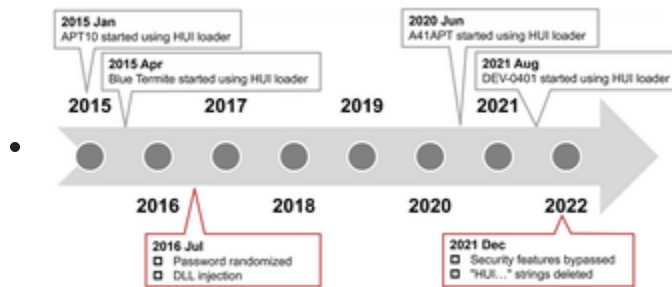 2015 Jan
APT10 started using HUI loader
2020 Jun
A41APT started using HUI loader
2015 Apr
Blue Termite started using HUI loader
2021 Aug
DEV-0401 started using HUI loader
2015
2017
2019
2021
2016
2018
2020
2022
2016 Jul
Password randomized
DLL injection
2021 Dec
Security features bypassed
"HUI..." strings deleted